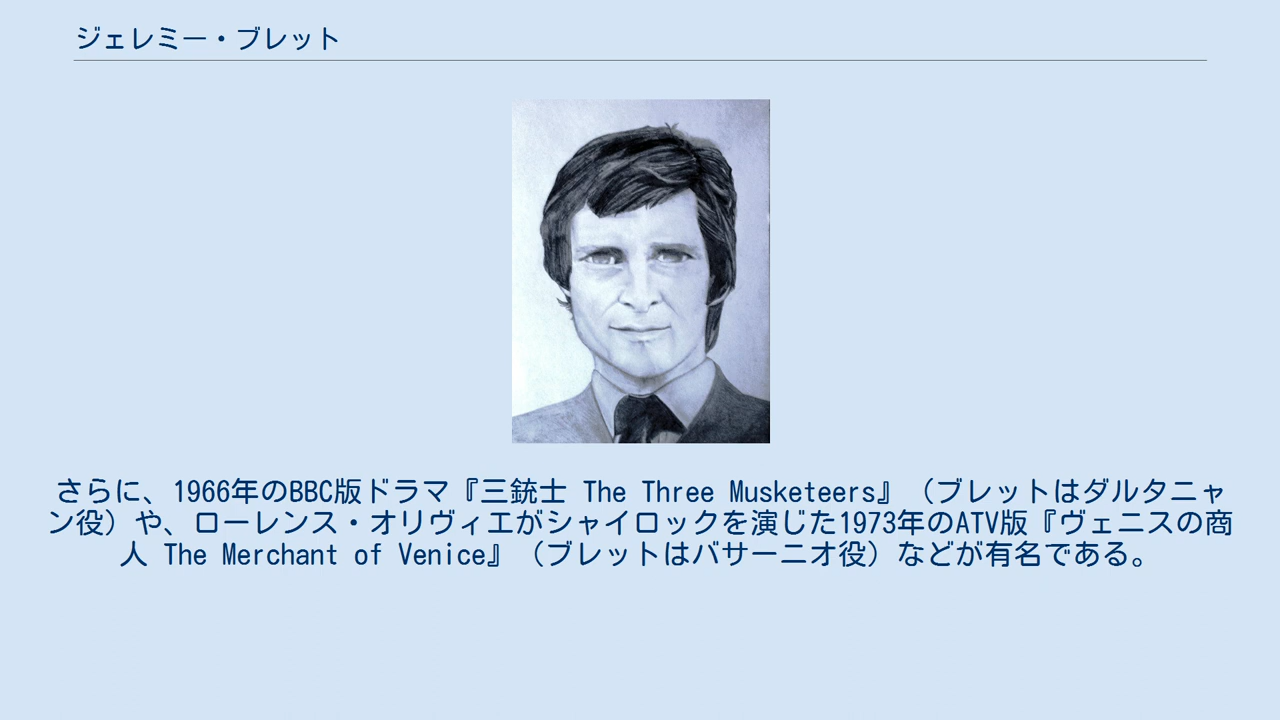 ジェレミー・ブレット
さらに、1966年のBBC版ドラマ『三銃士 The Three Musketeers』（ブレットはダルタニャ
ン役）や、ローレンス・オリヴィエがシャイロックを演じた1973年のATV版『ヴェニスの商
人 The Merchant of Venice』（ブレットはバサーニオ役）などが有名である。